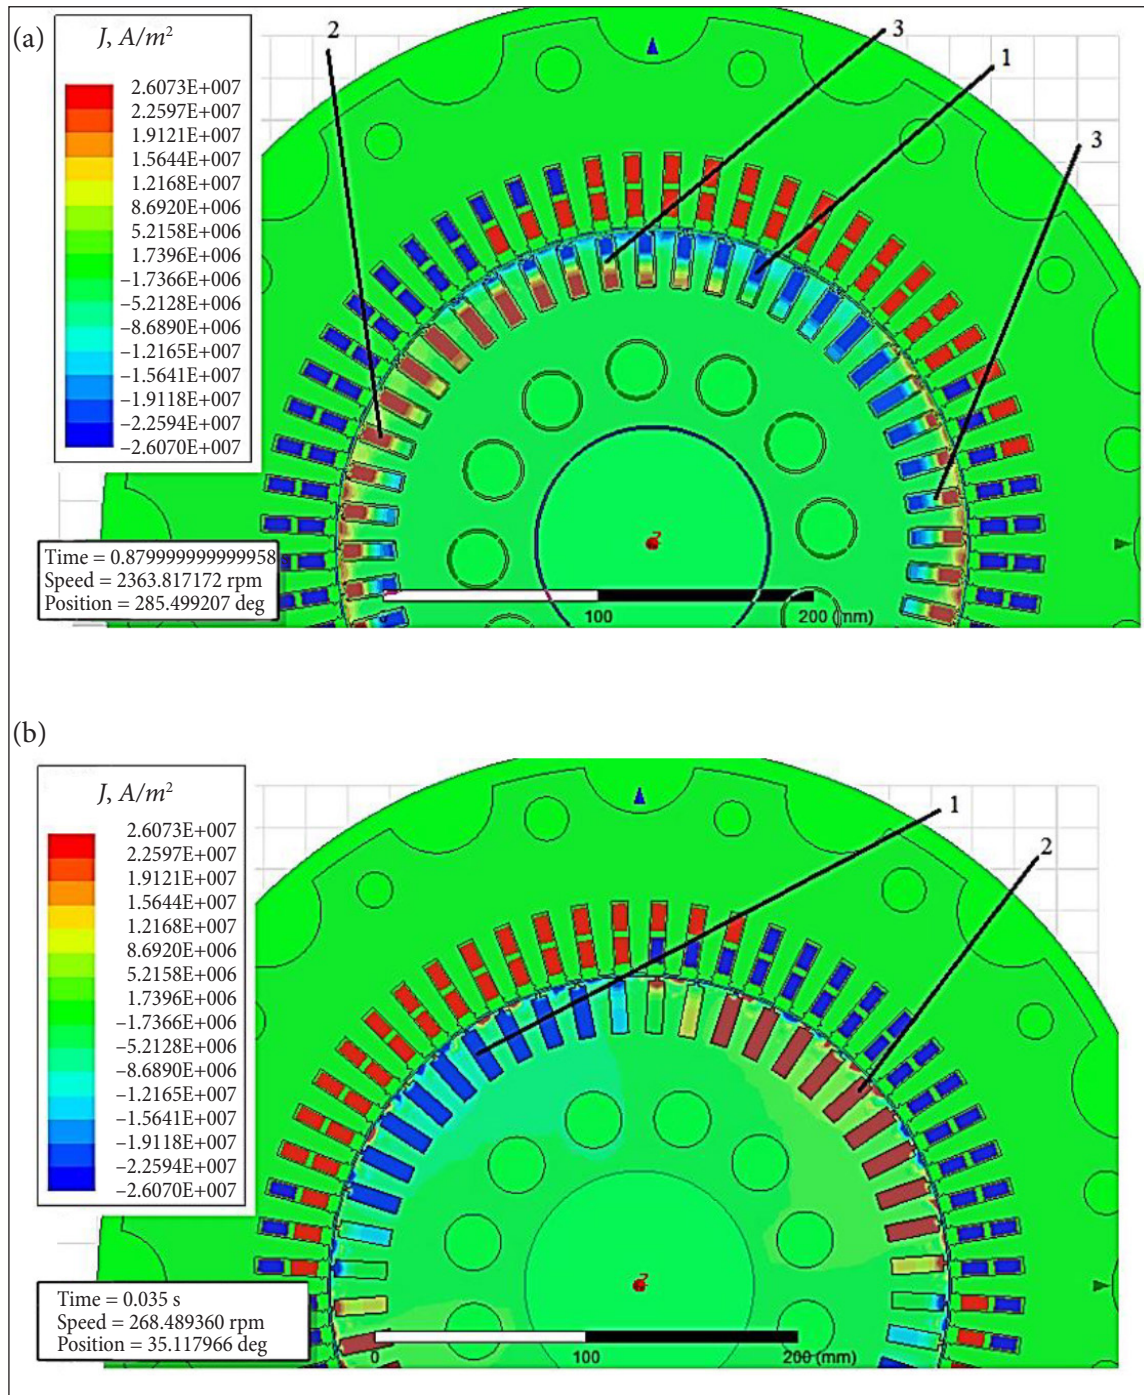 (a)
J, A/m²
2.6073E+007
2.2597E+007
1.9121E+007
1.5644E+007
1.2168E+007
8.6920E+006
5.2158E+006
1.7396E+006
−1.7366E+006
−5.2128E+006
−8.6890E+006
−1.2165E+007
−1.5641E+007
−1.9118E+007
−2.2594E+007
−2.6070E+007
2
3
1
3
Time = 0.879999999999958
Speed = 2363.817172 rpm
Position = 285.499207 deg
0
100
200 (mm)
Z
(b)
J, A/m²
2.6073E+007
2.2597E+007
1.9121E+007
1.5644E+007
1.2168E+007
8.6920E+006
5.2158E+006
1.7396E+006
−1.7366E+006
−5.2128E+006
−8.6890E+006
−1.2165E+007
−1.5641E+007
−1.9118E+007
−2.2594E+007
−2.6070E+007
1
2
Time = 0.035 s
Speed = 268.489360 rpm
Position = 35.117966 deg
Z
0
100
200 (mm)